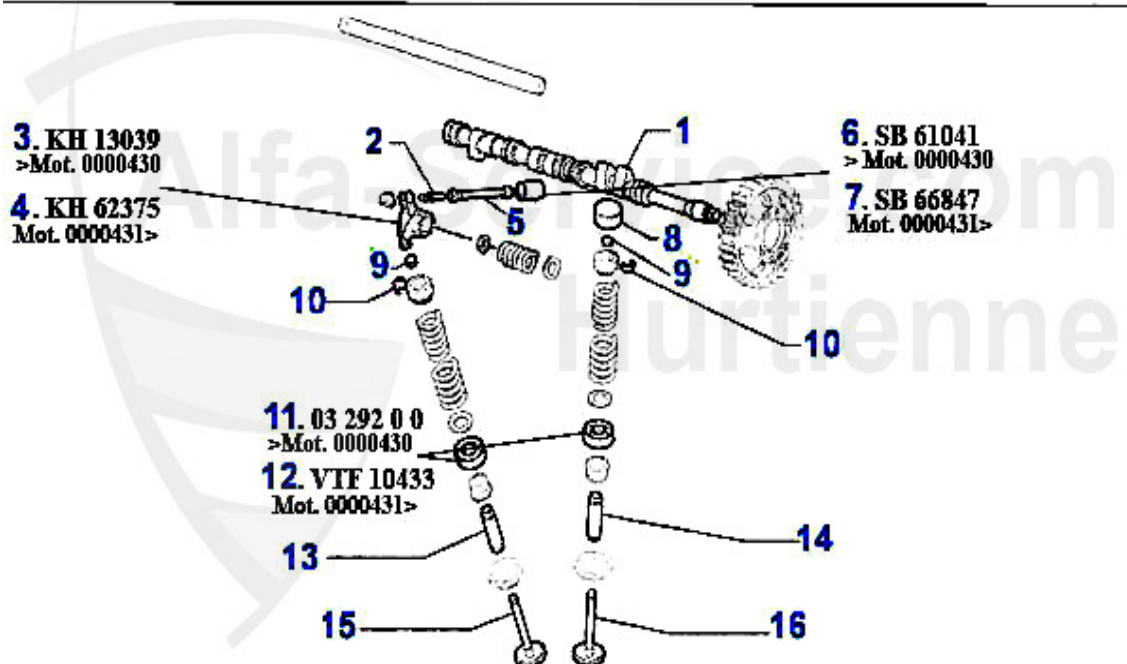 Alfa-Service.com
Hurtienne
3. KH 13039
>Mot. 0000430
4. KH 62375
Mot. 0000431>
2
1
6. SB 61041
> Mot. 0000430
7. SB 66847
Mot. 0000431>
5
8
9
9
10
10
11. 03 292 0 0
>Mot. 0000430
12. VTF 10433
Mot. 0000431>
13
14
15
16